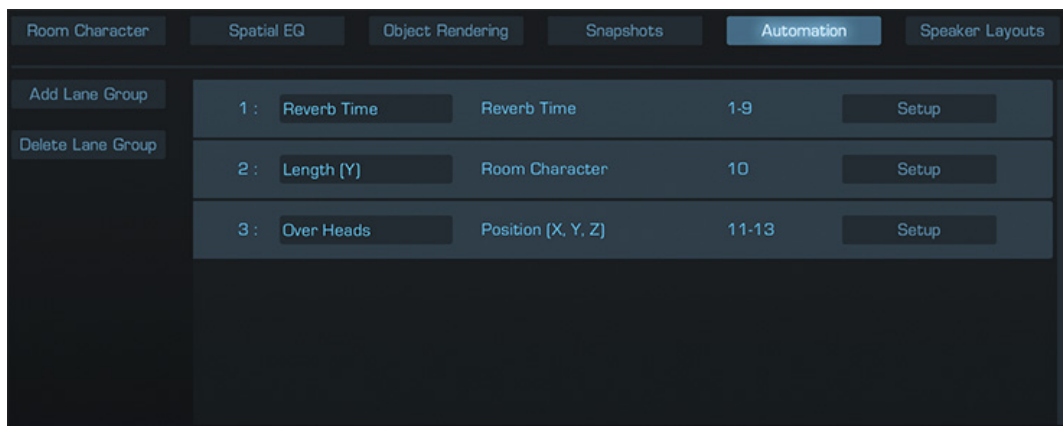 Room Character Spatial EQ Object Rendering Snapshots Automation Speaker Layouts
Add Lane Group
Delete Lane Group
1 : Reverb Time Reverb Time 1-9 Setup
2 : Length (Y) Room Character 10 Setup
3 : Over Heads Position (X, Y, Z) 11-13 Setup